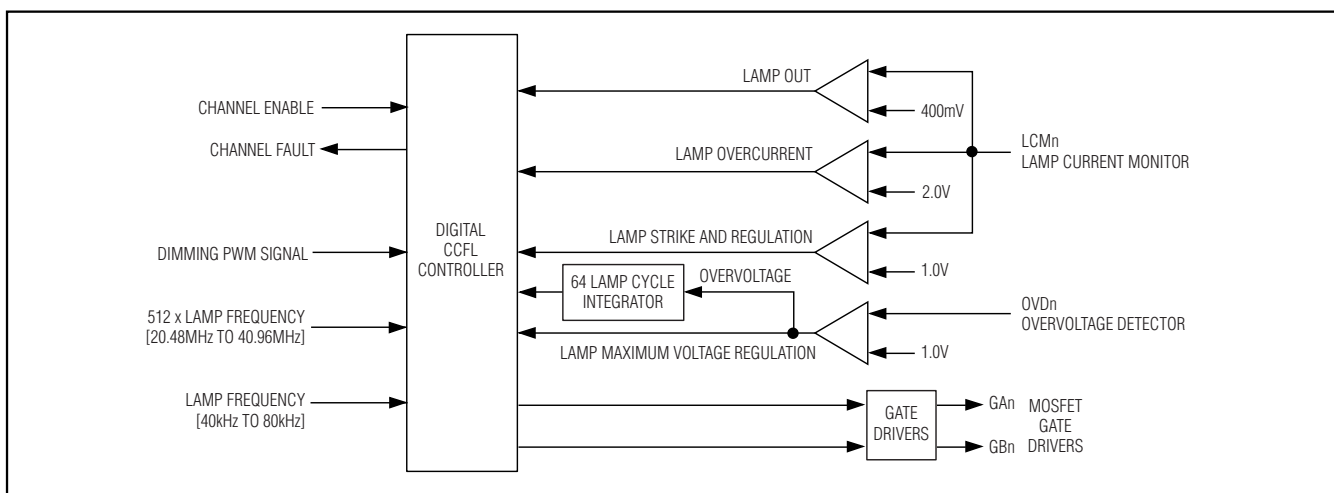 CHANNEL ENABLE
CHANNEL FAULT
DIMMING PWM SIGNAL
512 x LAMP FREQUENCY
[20.48MHz TO 40.96MHz]
LAMP FREQUENCY
[40kHz TO 80kHz]
DIGITAL
CCFL
CONTROLLER
LAMP OUT
400mV
LAMP OVERCURRENT
2.0V
LCMn
LAMP CURRENT MONITOR
LAMP STRIKE AND REGULATION
1.0V
64 LAMP CYCLE
INTEGRATOR
OVERVOLTAGE
LAMP MAXIMUM VOLTAGE REGULATION
1.0V
OVDn
OVERVOLTAGE DETECTOR
GATE
DRIVERS
GAn
GBn
MOSFET
GATE
DRIVERS